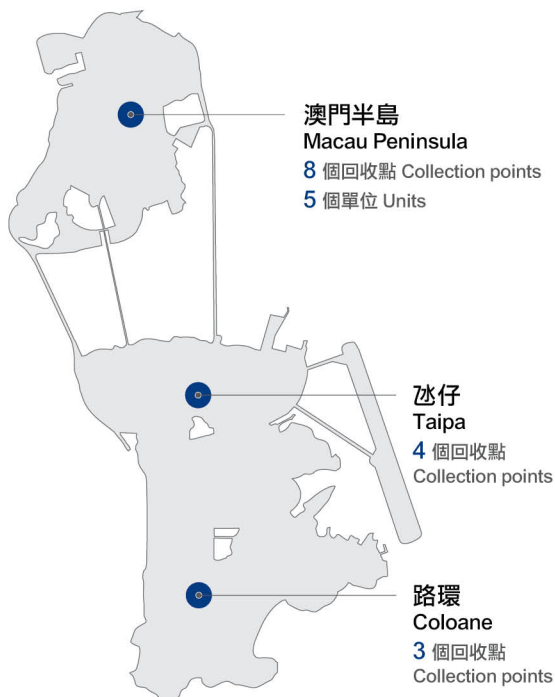 澳門半島
Macau Peninsula
8 個回收點 Collection points
5 個單位 Units
氹仔
Taipa
4 個回收點
Collection points
路環
Coloane
3 個回收點
Collection points